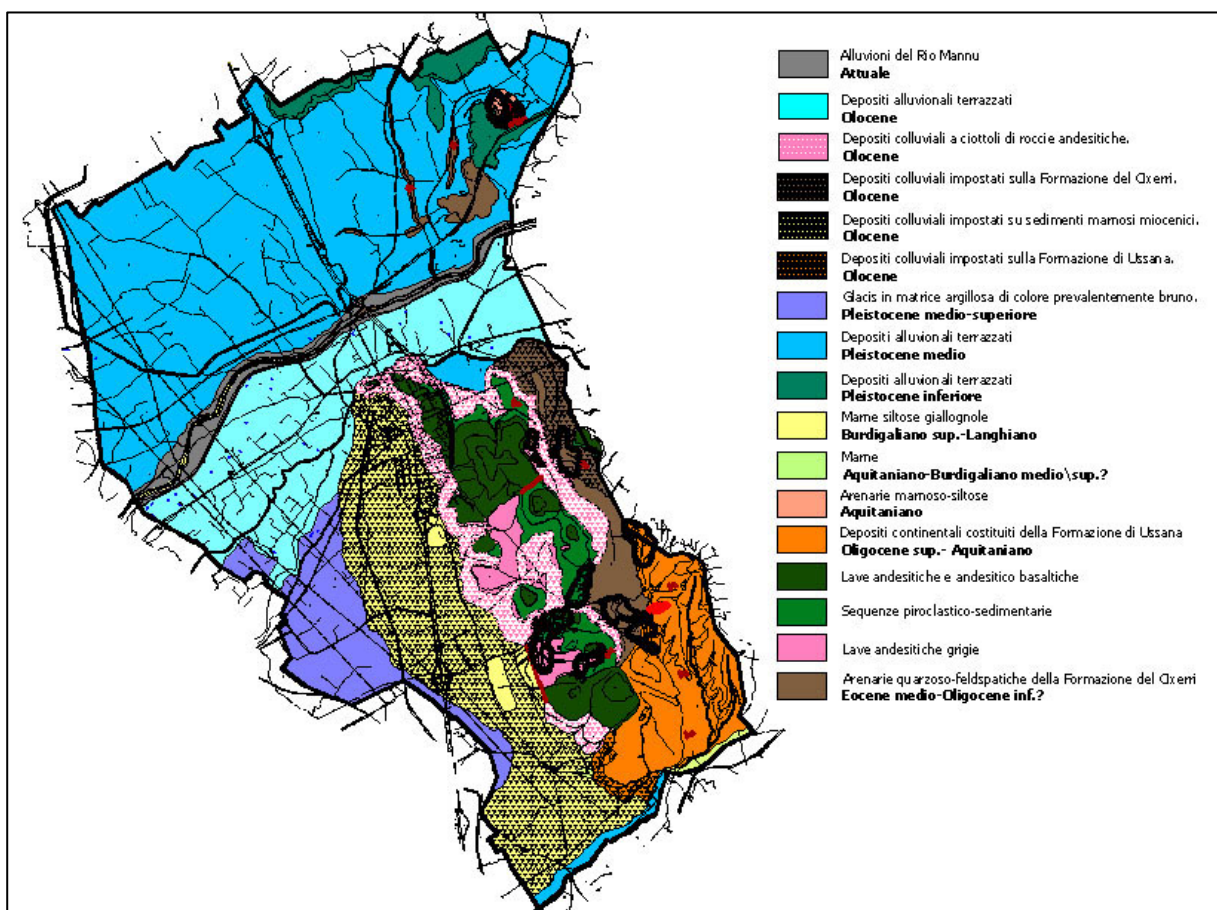 Alluvioni del Rio Mannu
Attuale
Depositi alluvionali terrazzati
Olocene
Depositi colluviali a ciottoli di roccie andesitiche.
Olocene
Depositi colluviali impostati sulla Formazione del Cixerri.
Olocene
Depositi colluviali impostati su sedimenti marnosi miocenici.
Olocene
Depositi colluviali impostati sulla Formazione di Ussana.
Olocene
Glacis in matrice argillosa di colore prevalentemente bruno.
Pleistocene medio-superiore
Depositi alluvionali terrazzati
Pleistocene medio
Depositi alluvionali terrazzati
Pleistocene inferiore
Marne siltose giallognole
Burdigaliano sup.-Langhiano
Marne
Aquitaniano-Burdigaliano medio\sup.?
Arenarie marnoso-siltose
Aquitaniano
Depositi continentali costituiti della Formazione di Ussana
Oligocene sup.- Aquitaniano
Lave andesitiche e andesitico basaltiche
Sequenze piroclastico-sedimentarie
Lave andesitiche grigie
Arenarie quarzoso-feldspatiche della Formazione del Cixerri
Eocene medio-Oligocene inf.?